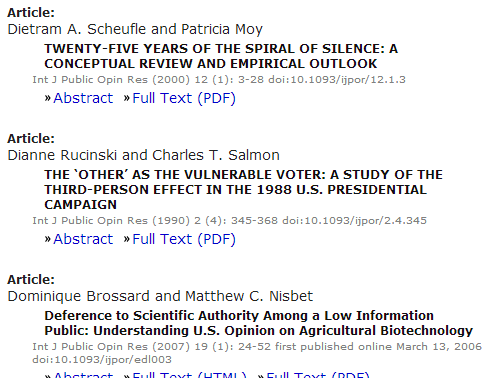 Article:
Dietram A. Scheufle and Patricia Moy
TWENTY-FIVE YEARS OF THE SPIRAL OF SILENCE: A
CONCEPTUAL REVIEW AND EMPIRICAL OUTLOOK
Int J Public Opin Res (2000) 12 (1): 3-28 doi:10.1093/ijpor/12.1.3
»Abstract »Full Text (PDF)
Article:
Dianne Rucinski and Charles T. Salmon
THE ‘OTHER’ AS THE VULNERABLE VOTER: A STUDY OF THE
THIRD-PERSON EFFECT IN THE 1988 U.S. PRESIDENTIAL
CAMPAIGN
Int J Public Opin Res (1990) 2 (4): 345-368 doi:10.1093/ijpor/2.4.345
»Abstract »Full Text (PDF)
Article:
Dominique Brossard and Matthew C. Nisbet
Deference to Scientific Authority Among a Low Information
Public: Understanding U.S. Opinion on Agricultural Biotechnology
Int J Public Opin Res (2007) 19 (1): 24-52 first published online March 13, 2006
doi:10.1093/ijpor/edl003
»Abstract »Full Text (HTML) »Full Text (PDF)